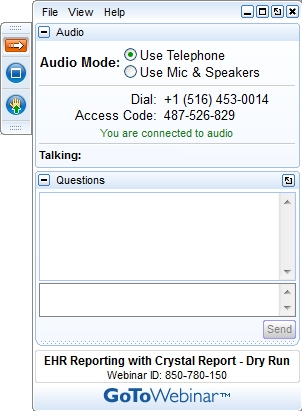 File View Help
Audio
Audio Mode: Use Telephone
Use Mic & Speakers
Dial: +1 (516) 453-0014
Access Code: 487-526-829
You are connected to audio
Talking:
Questions
Send
EHR Reporting with Crystal Report - Dry Run
Webinar ID: 850-780-150
GoToWebinar™